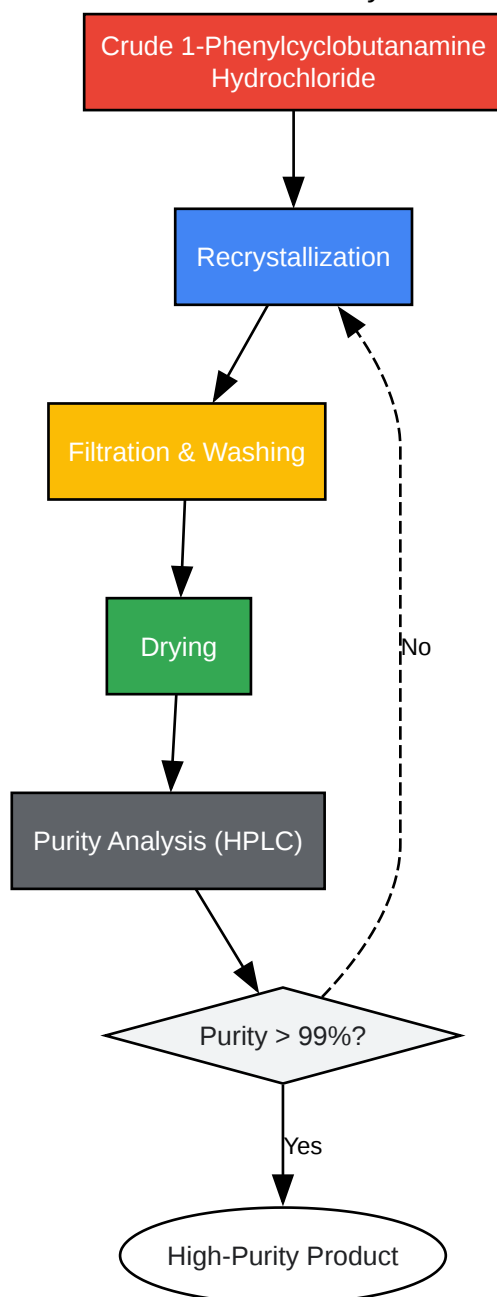 Crude 1-Phenylcyclobutanamine
Hydrochloride
Recrystallization
Filtration & Washing
Drying
No
Purity Analysis (HPLC)
Purity > 99%?
Yes
High-Purity Product